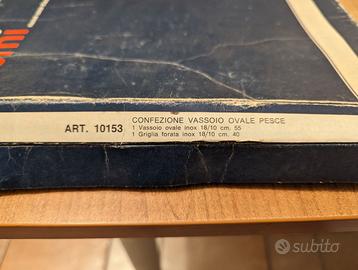 ART. 10153
CONFEZIONE VASSOIO OVALE PESCE
1 Vassoio ovale inox 18/10 cm. 55
1 Griglia forata inox 18/10 cm. 40
subito